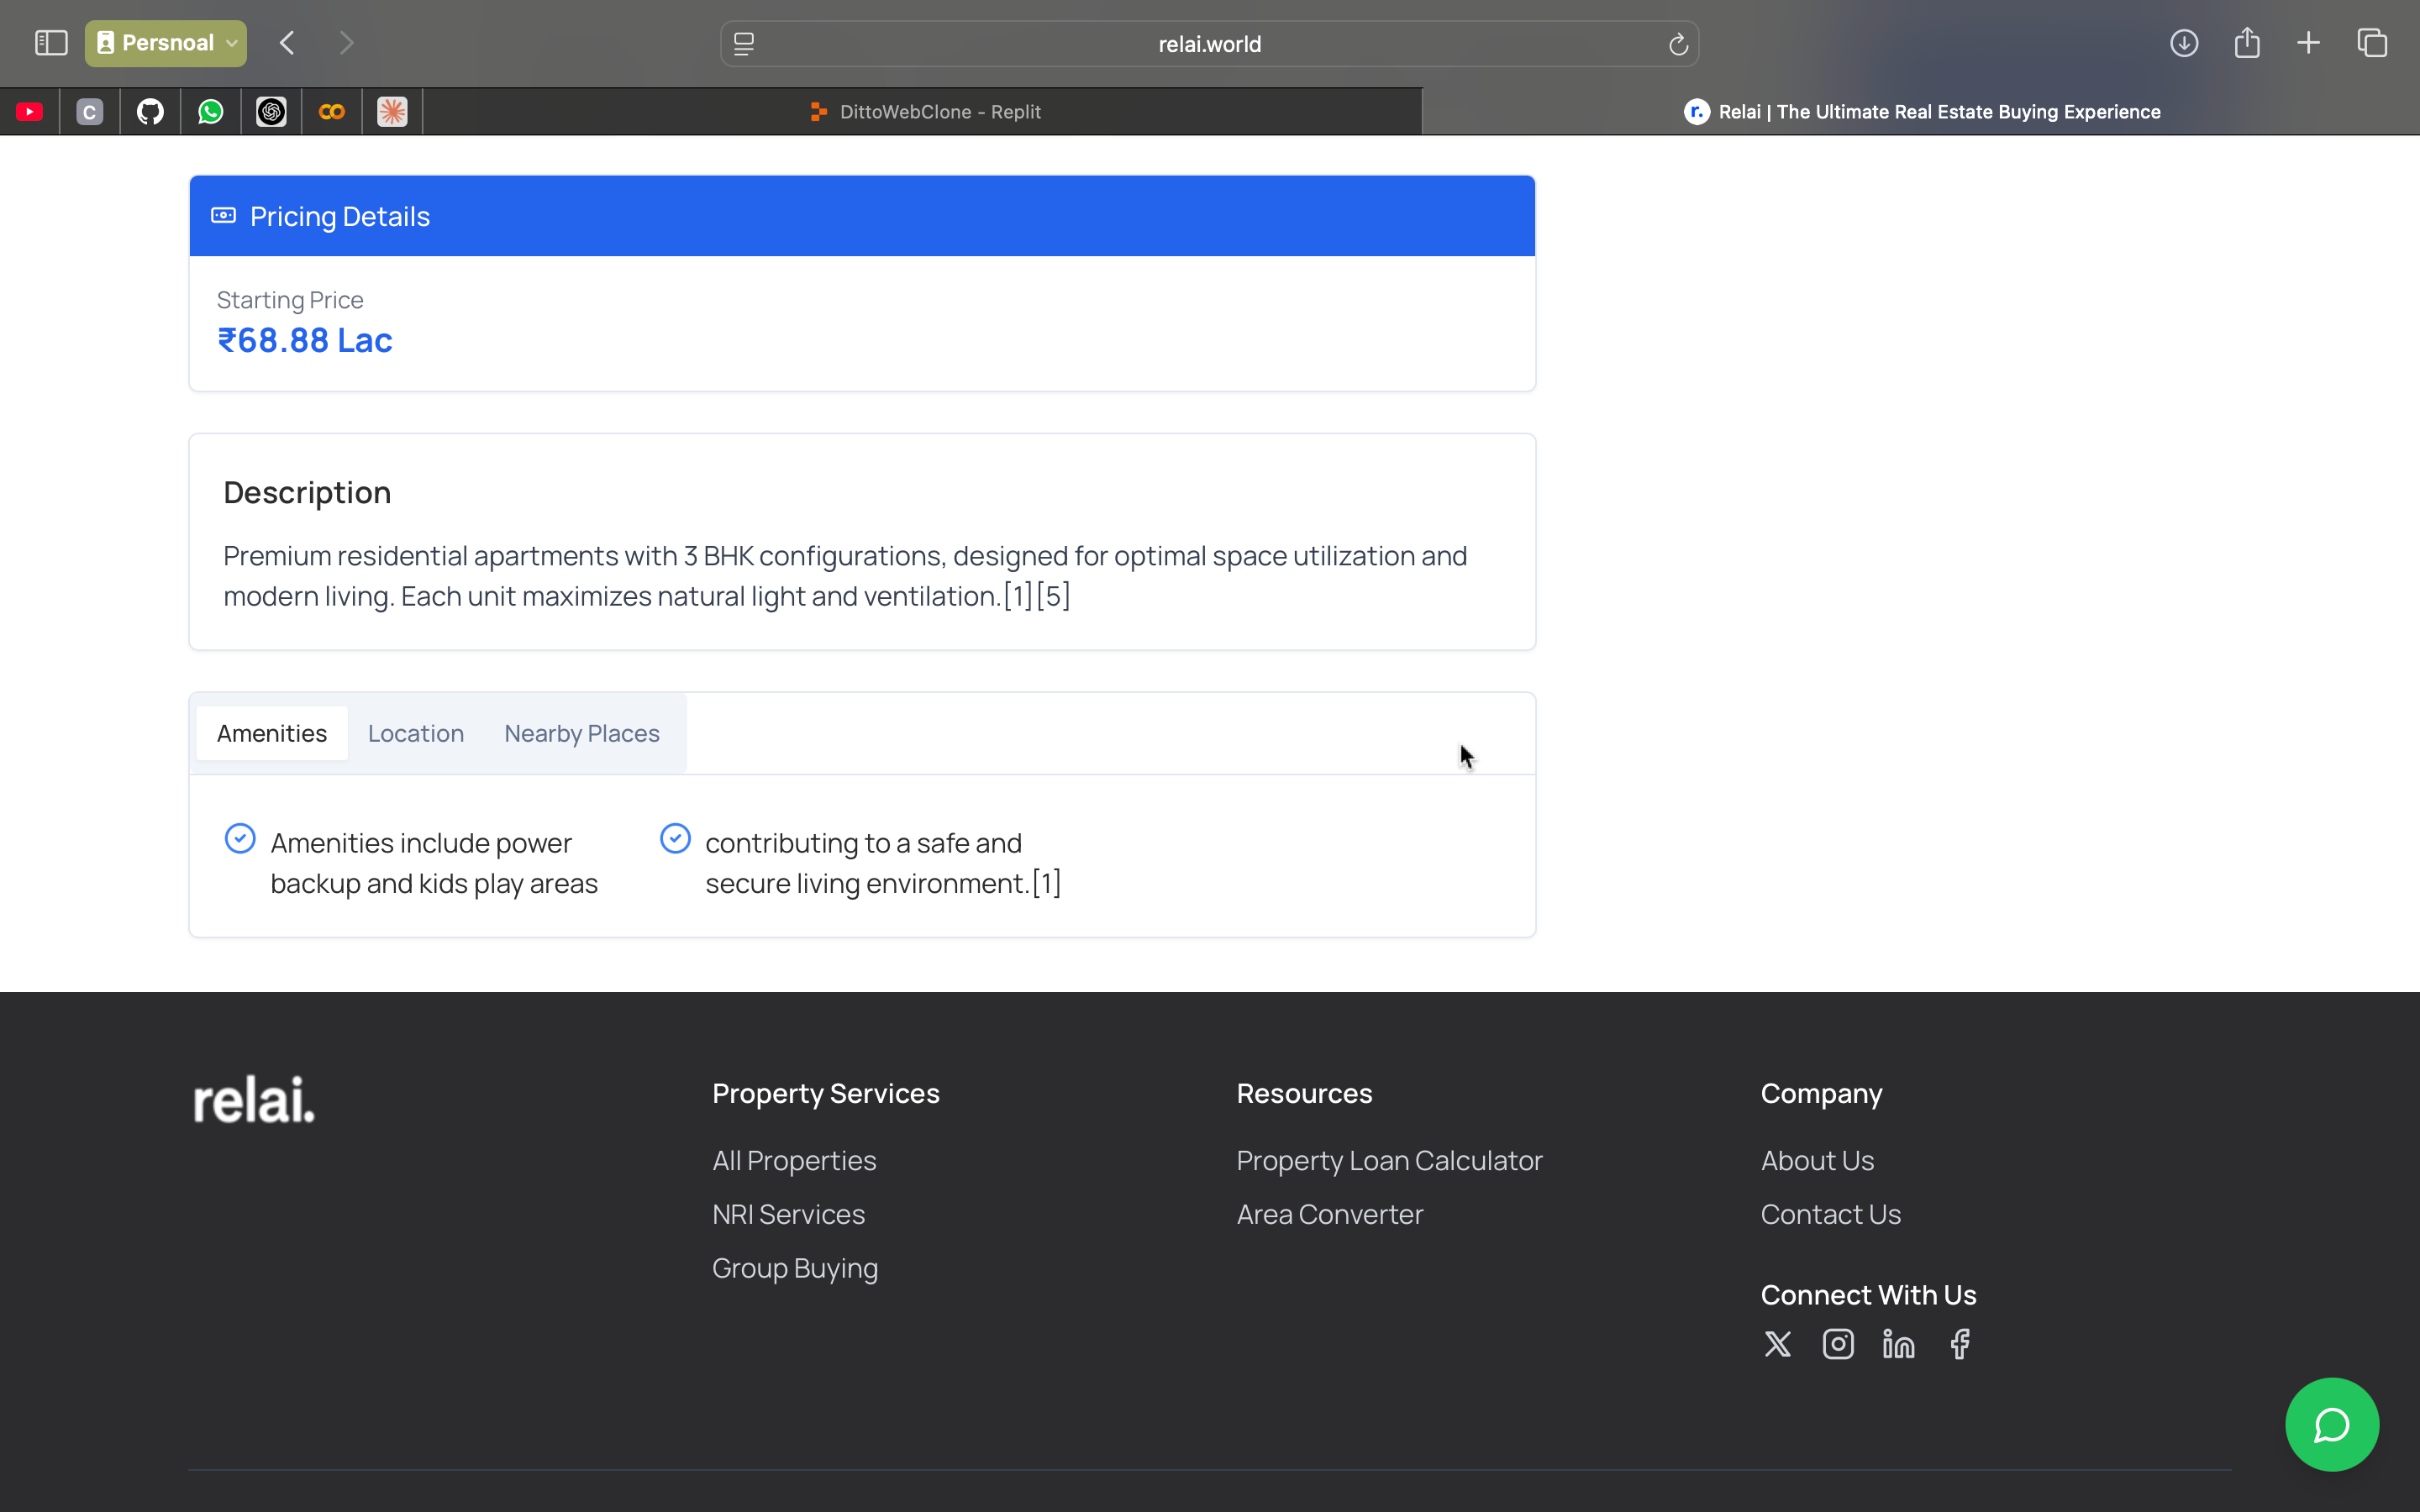 Persnoal
relai.world
C
DittoWebClone - Replit
r.
Relai | The Ultimate Real Estate Buying Experience
Pricing Details
Starting Price
₹68.88 Lac
Description
Premium residential apartments with 3 BHK configurations, designed for optimal space utilization and
modern living. Each unit maximizes natural light and ventilation.[1][5]
Amenities
Location
Nearby Places
Amenities include power
backup and kids play areas
contributing to a safe and
secure living environment.[1]
relai.
Property Services
All Properties
NRI Services
Group Buying
Resources
Property Loan Calculator
Area Converter
Company
About Us
Contact Us
Connect With Us